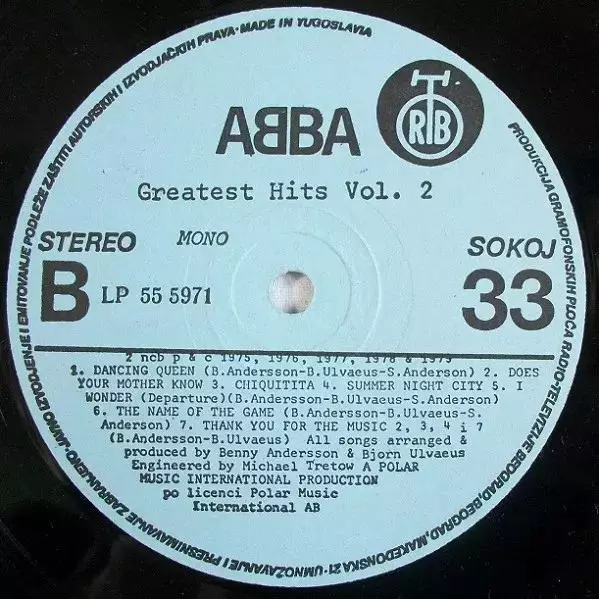 UMNOŽAVANJE I PRESNIMAVANJE ZABRANJENO·JAVNO IZVODJENJE I EMITOVANJE PODLEŽE ZAŠTITI AUTORSKIH I IZVODJAČKIH PRAVA·MADE IN YUGOSLAVIA
PRODUKCIJA GRAMOFONSKIH PLOČA RADIO-TELEVIZIJE BEOGRAD, BEOGRAD, MAKEDONSKA 21·
RTB
ABBA
Greatest Hits Vol. 2
STEREO MONO SOKOJ
B LP 55 5971 33
2 ncb p & c 1975, 1976, 1977, 1978 & 1979
1. DANCING QUEEN (B.Andersson-B.Ulvaeus-S.Anderson) 2. DOES
YOUR MOTHER KNOW 3. CHIQUITITA 4. SUMMER NIGHT CITY 5. I
WONDER (Departure)(B.Andersson-B.Ulvaeus-S.Anderson)
6. THE NAME OF THE GAME (B.Andersson-B.Ulvaeus-S.
Anderson) 7. THANK YOU FOR THE MUSIC 2, 3, 4 i 7
(B.Andersson-B.Ulvaeus) All songs arranged &
produced by Benny Andersson & Bjorn Ulvaeus
Engineered by Michael Tretow A POLAR
MUSIC INTERNATIONAL PRODUCTION
po licenci Polar Music
International AB